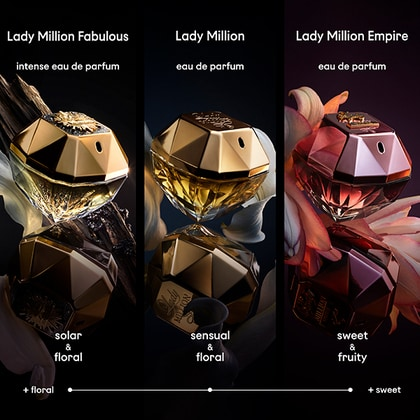 Lady Million Fabulous
intense eau de parfum
solar
&
floral
Lady Million
eau de parfum
sensual
&
floral
Lady Million Empire
eau de parfum
sweet
&
fruity
+ floral
+ sweet